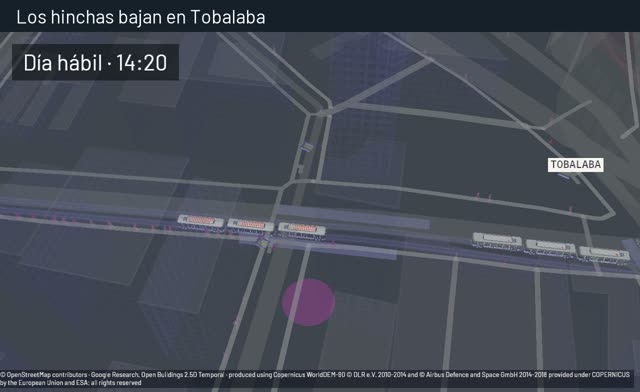 Los hinchas bajan en Tobalaba
Día hábil · 14:20
TOBALABA
© OpenStreetMap contributors · Google Research, Open Buildings 2.5D Temporal · produced using Copernicus WorldDEM-90 © DLR e.V. 2010-2014 and © Airbus Defence and Space GmbH 2014-2018 provided under COPERNICUS
by the European Union and ESA; all rights reserved